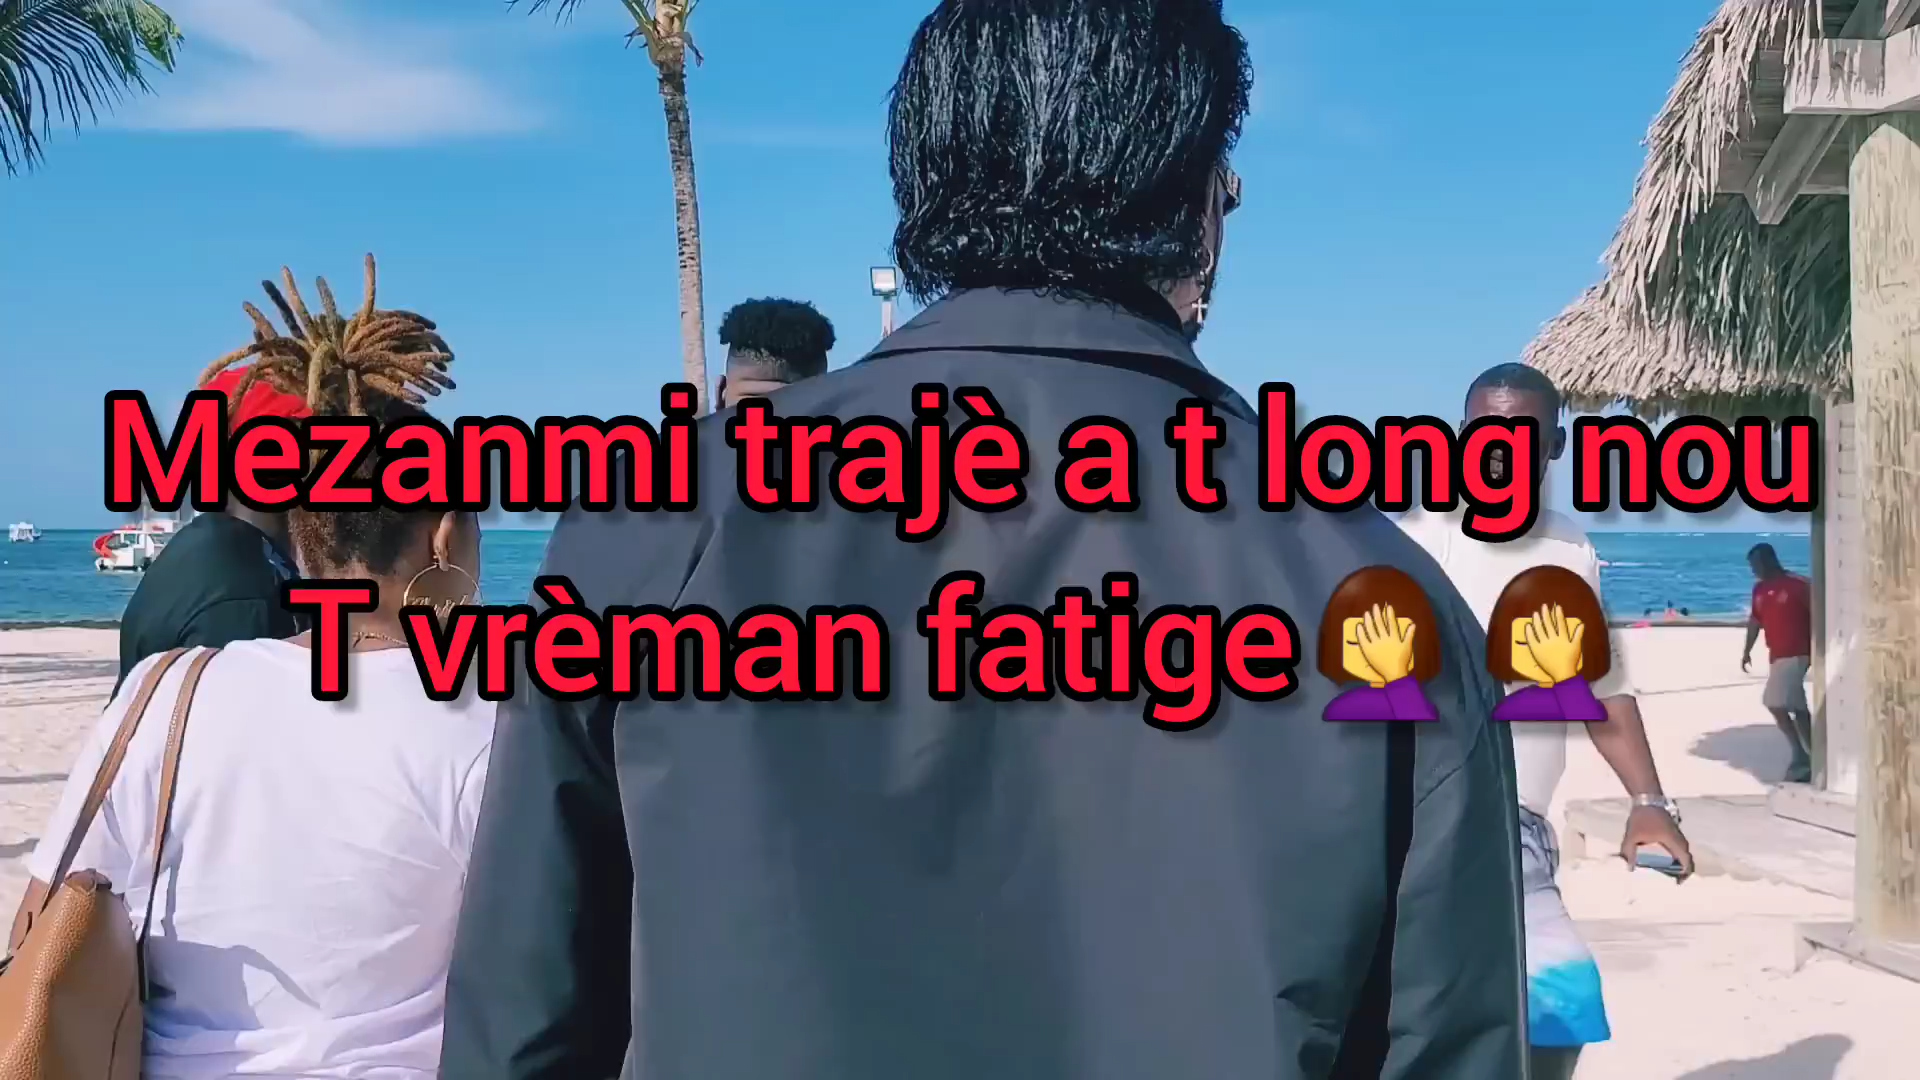 Mezanmi trajè a t long nou
T vrèman fatige🤦‍♀️🤦‍♀️